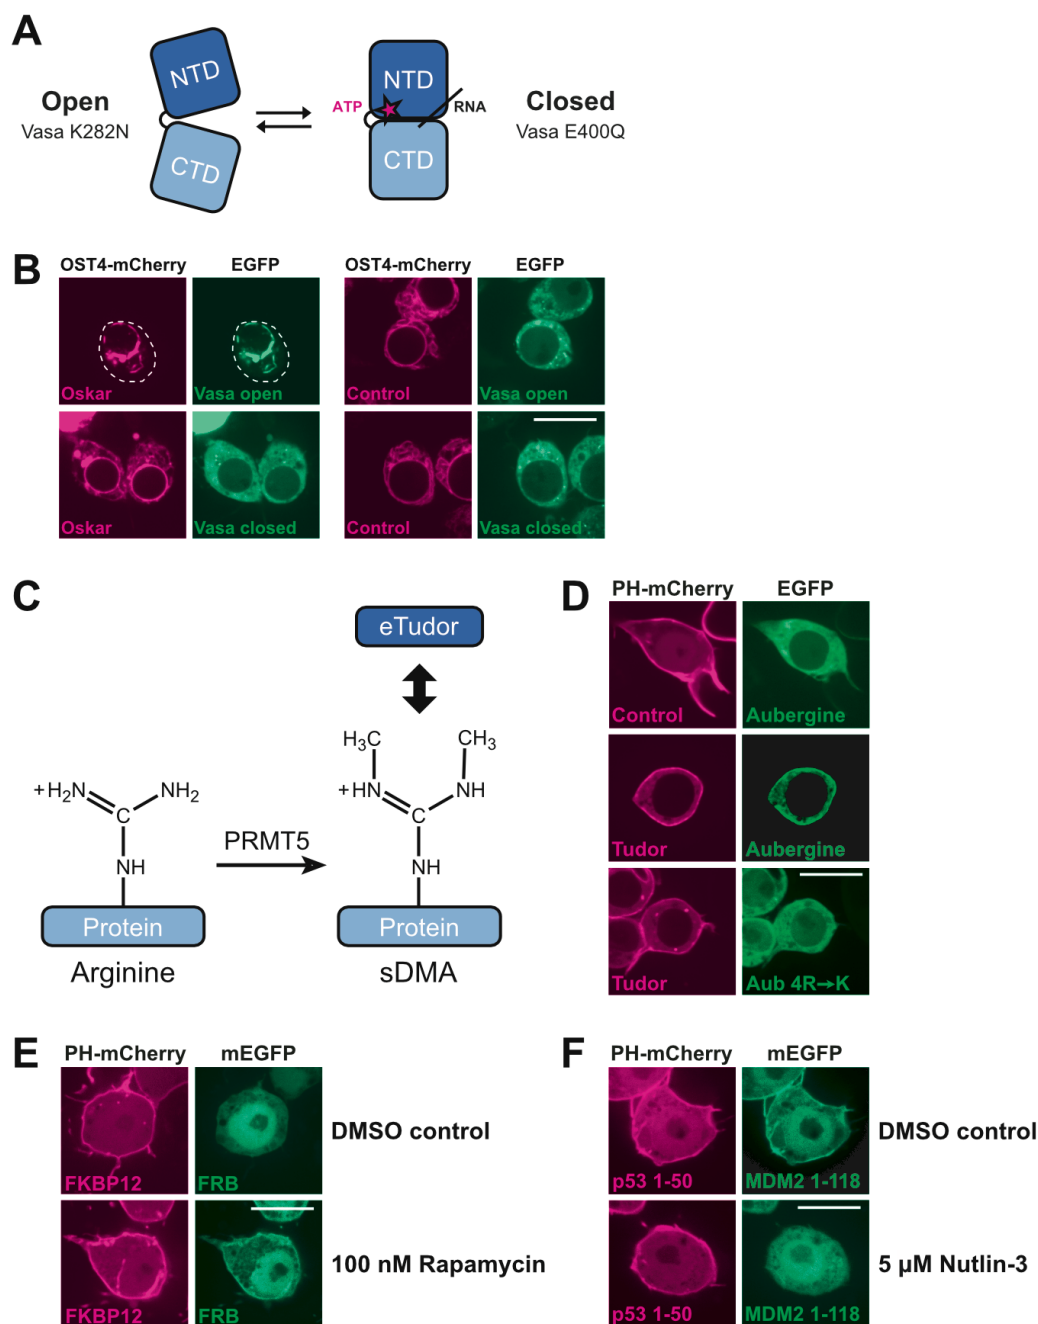 A
Open
Vasa K282N
NTD
CTD
ATP
NTD
RNA
CTD
Closed
Vasa E400Q
B
OST4-mCherry EGFP OST4-mCherry EGFP
Oskar Vasa open Control Vasa open
Oskar Vasa closed Control Vasa closed
C
eTudor
H₃C CH₃
+H₂N NH₂ +HN NH
C C
NH PRMT5 NH
Protein Protein
Arginine sDMA
D
PH-mCherry EGFP
Control Aubergine
Tudor Aubergine
Tudor Aub 4R→K
E
PH-mCherry mEGFP
FKBP12 FRB DMSO control
FKBP12 FRB 100 nM Rapamycin
F
PH-mCherry mEGFP
p53 1-50 MDM2 1-118 DMSO control
p53 1-50 MDM2 1-118 5 µM Nutlin-3